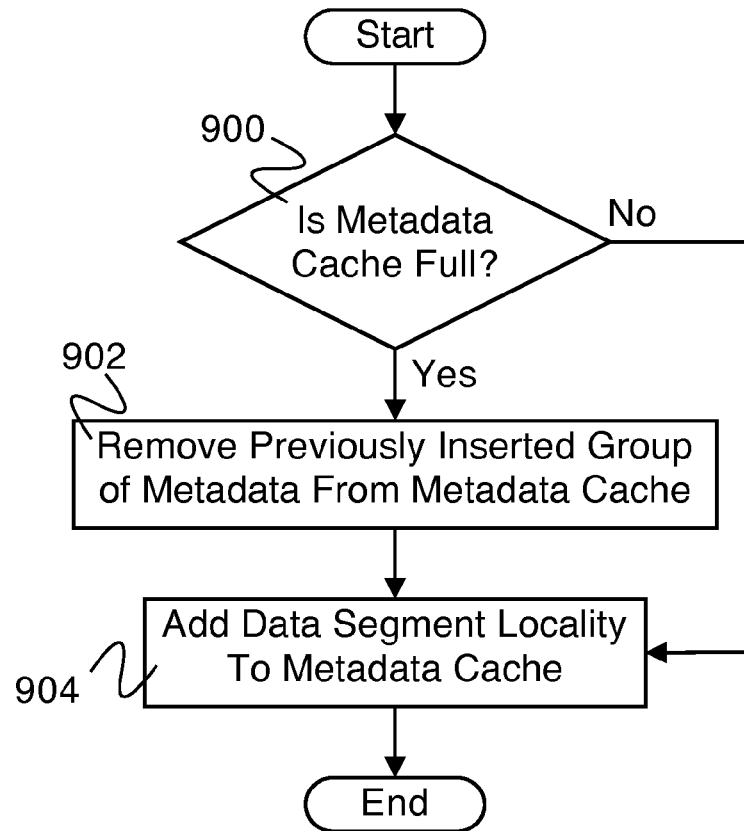 Start
900
Is Metadata
Cache Full?
No
Yes
902
Remove Previously Inserted Group
of Metadata From Metadata Cache
Add Data Segment Locality
To Metadata Cache
904
End